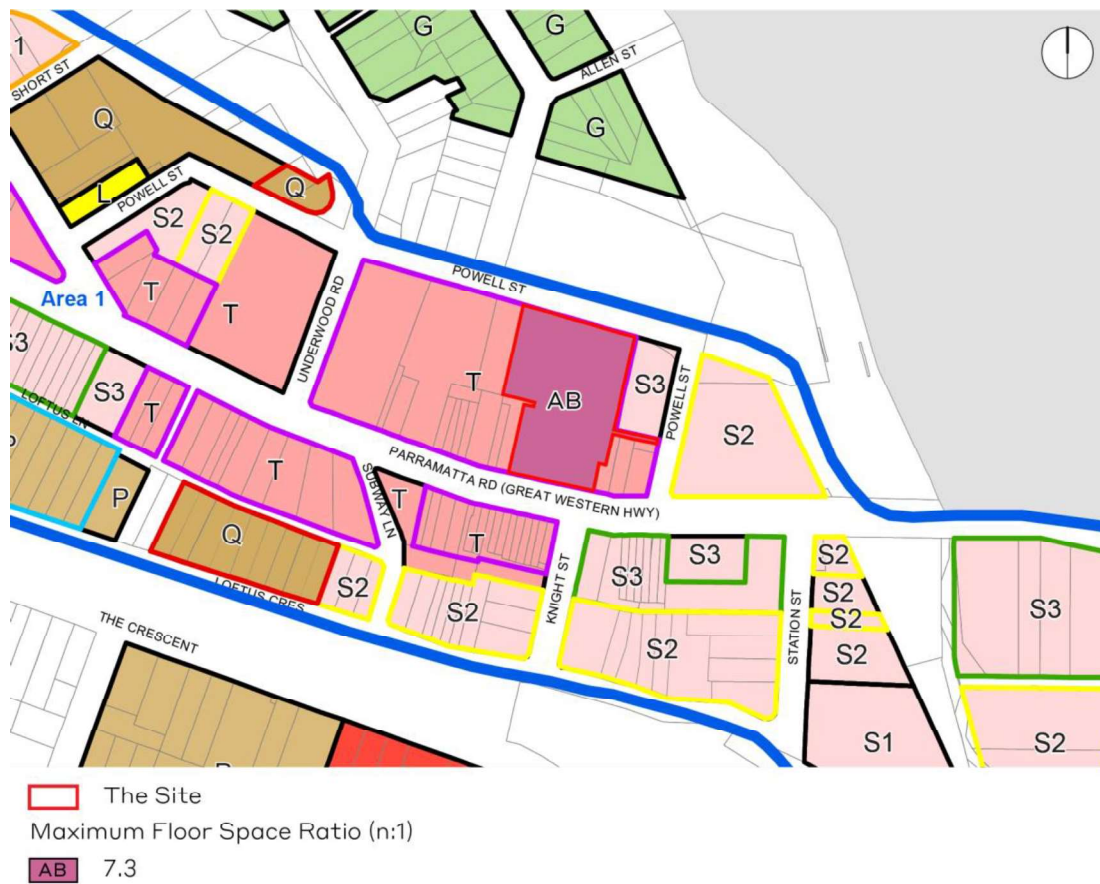 G
G
ALLEN ST
1
SHORT ST
Q
G
L
POWELL ST
Q
S2
S2
Area 1
T
T
UNDERWOOD RD
POWELL ST
T
AB
S3
POWELL ST
S2
S3
S3
T
LOFTUS LN
T
PARRAMATTA RD (GREAT WESTERN HWY)
SUBWAY LN
T
T
P
Q
S2
LOFTUS CRES
S2
KNIGHT ST
S3
S3
S2
STATION ST
S2
S2
S2
S2
S1
S3
S2
THE CRESCENT
The Site
Maximum Floor Space Ratio (n:1)
AB 7.3